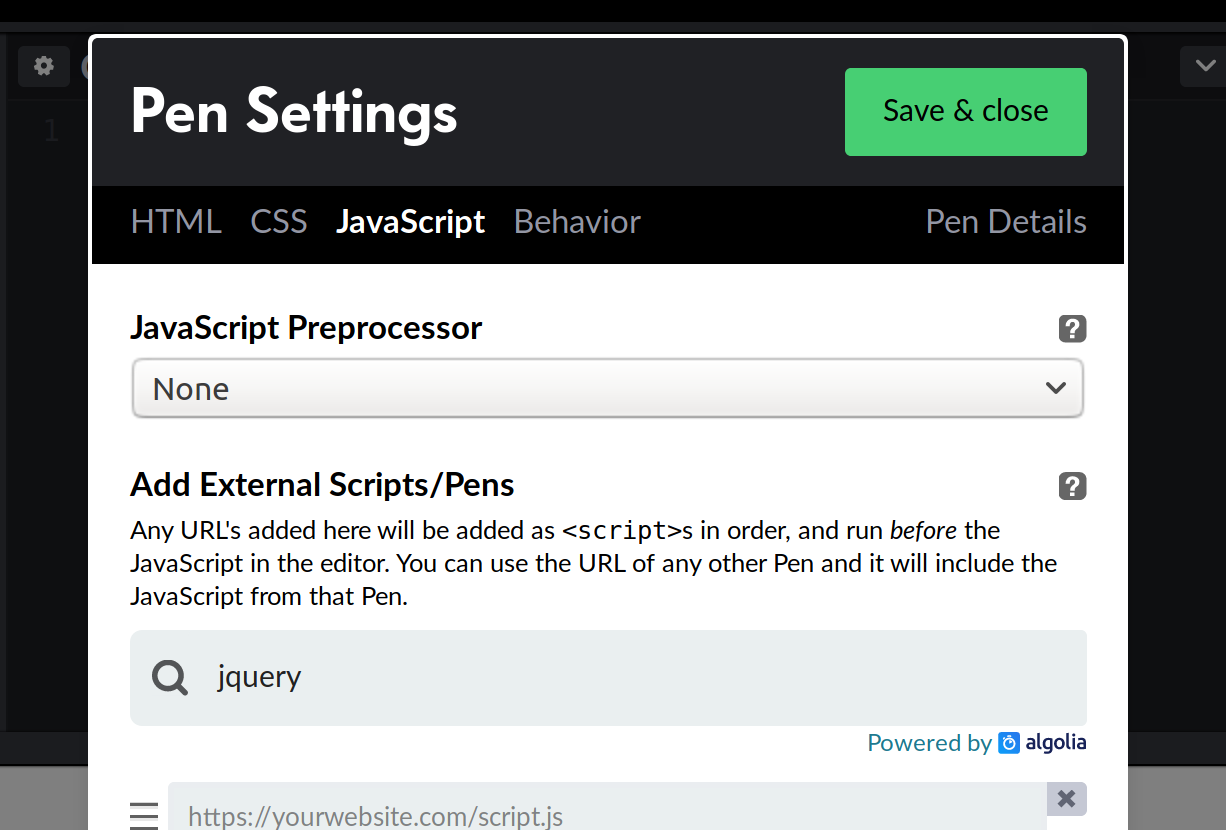 Pen Settings
Save & close
1
HTML CSS JavaScript Behavior Pen Details
JavaScript Preprocessor
?
None
Add External Scripts/Pens
?
Any URL's added here will be added as <script>s in order, and run before the
JavaScript in the editor. You can use the URL of any other Pen and it will include the
JavaScript from that Pen.
jquery
Powered by algolia
https://yourwebsite.com/script.js